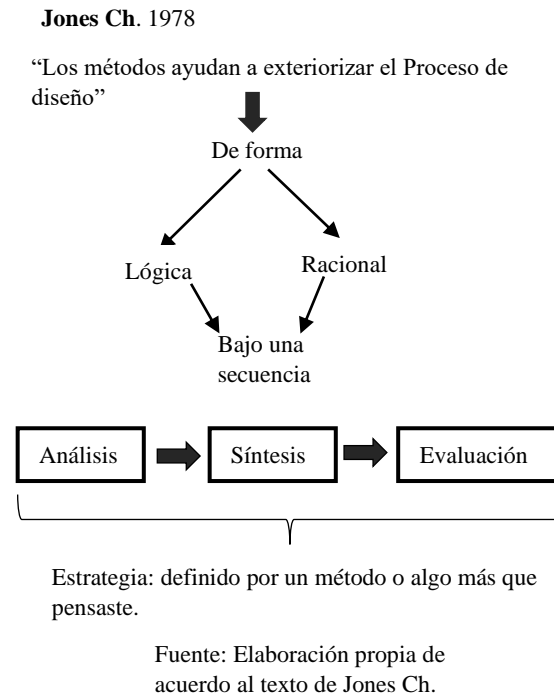 Jones Ch. 1978
“Los métodos ayudan a exteriorizar el Proceso de
diseño”
De forma
Lógica
Racional
Bajo una
secuencia
Análisis
Síntesis
Evaluación
Estrategia: definido por un método o algo más que
pensaste.
Fuente: Elaboración propia de
acuerdo al texto de Jones Ch.